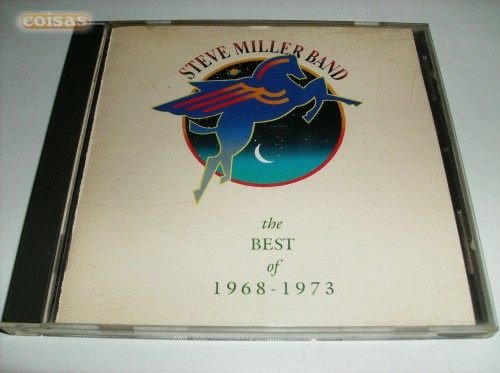 coisas
STEVE MILLER BAND
the
BEST
of
1968-1973